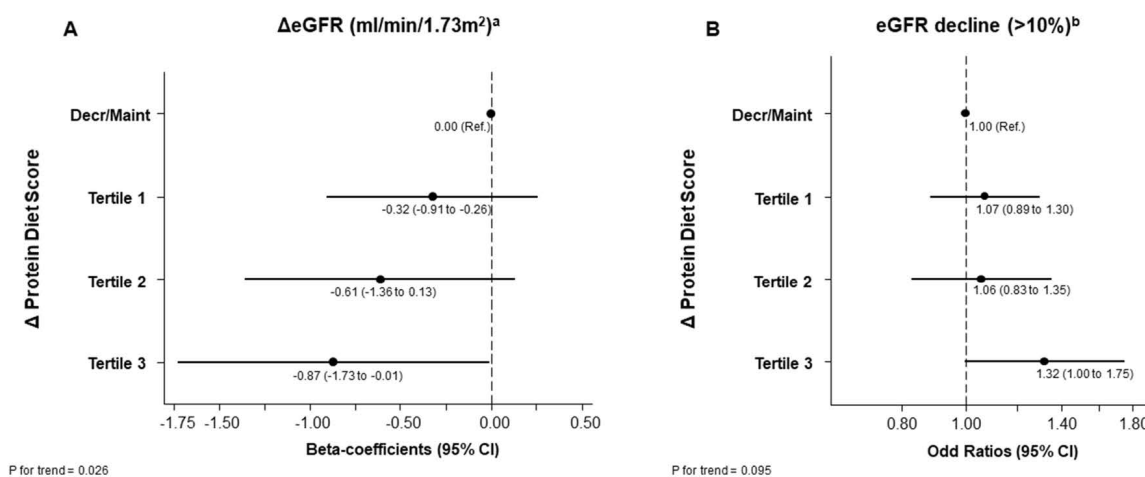 A
ΔeGFR (ml/min/1.73m²)ᵃ
Δ Protein Diet Score
Decr/Maint
0.00 (Ref.)
Tertile 1
-0.32 (-0.91 to -0.26)
Tertile 2
-0.61 (-1.36 to 0.13)
Tertile 3
-0.87 (-1.73 to -0.01)
-1.75 -1.50 -1.00 -0.50 0.00 0.50
Beta-coefficients (95% CI)
P for trend = 0.026
B
eGFR decline (>10%)ᵇ
Δ Protein Diet Score
Decr/Maint
1.00 (Ref.)
Tertile 1
1.07 (0.89 to 1.30)
Tertile 2
1.06 (0.83 to 1.35)
Tertile 3
1.32 (1.00 to 1.75)
0.80 1.00 1.40 1.80
Odd Ratios (95% CI)
P for trend = 0.095